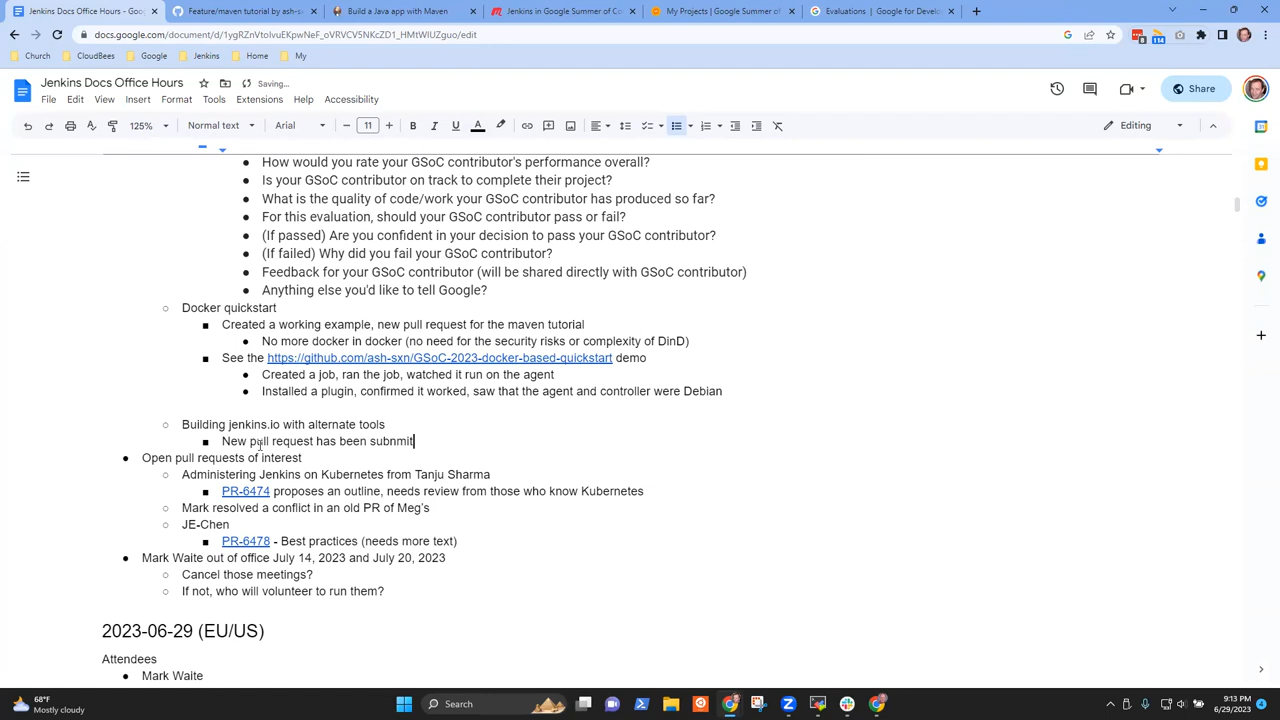 Jenkins Docs Office Hours - G
Feature/maven tutorial by ash-s
Build a Java app with Maven
Jenkins in Google Summer of Co
My Projects | Google Summer o
Evaluations | Google for Develo
docs.google.com/document/d/1ygRZnVtoIvuEKpwNeF_oVRVCV5NKcZD1_HMtWIUZguo/edit
Church
CloudBees
Google
Jenkins
Home
My
Jenkins Docs Office Hours
Saving...
Share
File Edit View Insert Format Tools Extensions Help Accessibility
125% Normal text Arial 11 Editing
How would you rate your GSoC contributor's performance overall?
Is your GSoC contributor on track to complete their project?
What is the quality of code/work your GSoC contributor has produced so far?
For this evaluation, should your GSoC contributor pass or fail?
(If passed) Are you confident in your decision to pass your GSoC contributor?
(If failed) Why did you fail your GSoC contributor?
Feedback for your GSoC contributor (will be shared directly with GSoC contributor)
Anything else you'd like to tell Google?
Docker quickstart
Created a working example, new pull request for the maven tutorial
No more docker in docker (no need for the security risks or complexity of DinD)
See the https://github.com/ash-sxn/GSoC-2023-docker-based-quickstart demo
Created a job, ran the job, watched it run on the agent
Installed a plugin, confirmed it worked, saw that the agent and controller were Debian
Building jenkins.io with alternate tools
New pull request has been subnmit
Open pull requests of interest
Administering Jenkins on Kubernetes from Tanju Sharma
PR-6474 proposes an outline, needs review from those who know Kubernetes
Mark resolved a conflict in an old PR of Meg's
JE-Chen
PR-6478 - Best practices (needs more text)
Mark Waite out of office July 14, 2023 and July 20, 2023
Cancel those meetings?
If not, who will volunteer to run them?
2023-06-29 (EU/US)
Attendees
Mark Waite
68°F
Mostly cloudy
Search
9:13 PM
6/29/2023